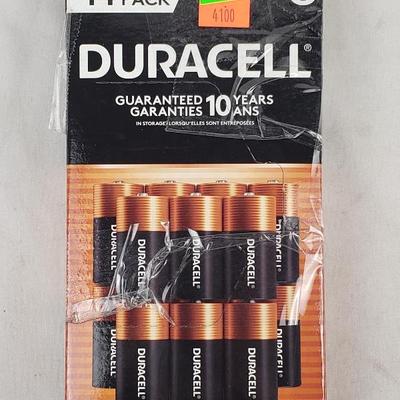 PACK
4100
DURACELL®
GUARANTEED 10 YEARS
GARANTIES 10 ANS
IN STORAGE/LORSQU'ELLES SONT ENTREPOSÉES
DURACELL
DURACELL
DURACELL
DURACELL
DURACELL
DURACELL